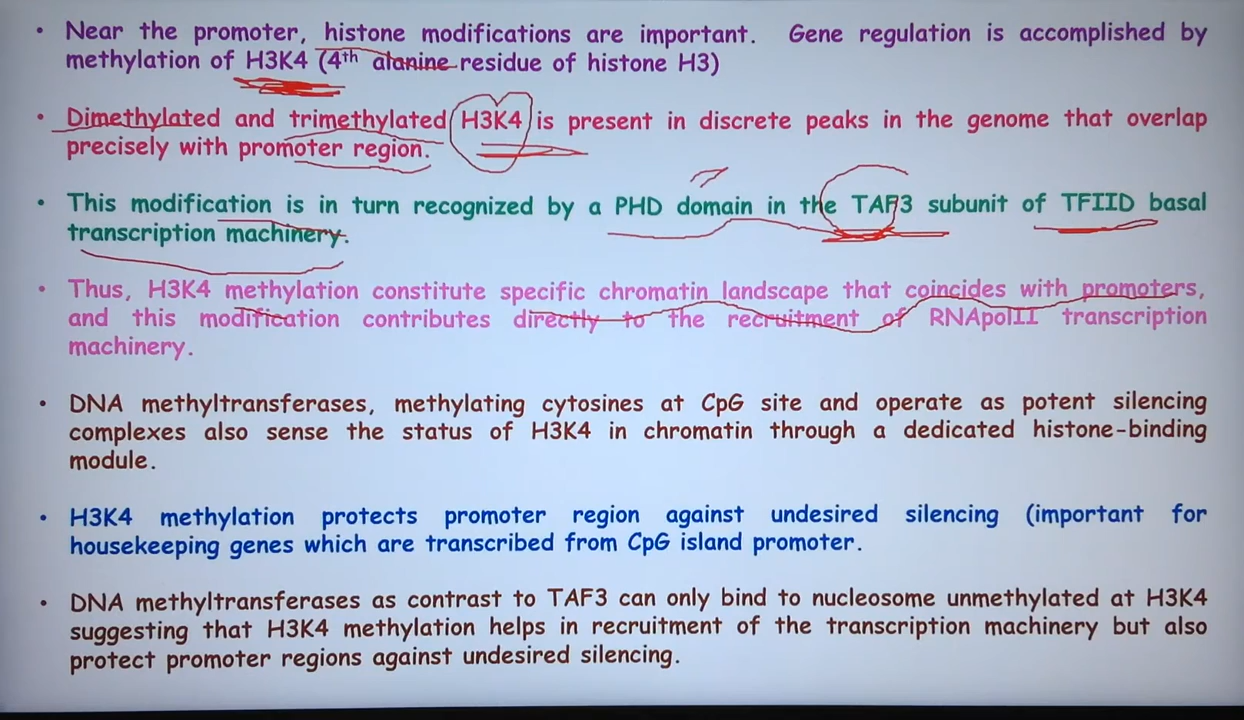 • Near the promoter, histone modifications are important. Gene regulation is accomplished by
methylation of H3K4 (4th alanine residue of histone H3)
• Dimethylated and trimethylated H3K4 is present in discrete peaks in the genome that overlap
precisely with promoter region.
• This modification is in turn recognized by a PHD domain in the TAF3 subunit of TFIID basal
transcription machinery.
• Thus, H3K4 methylation constitute specific chromatin landscape that coincides with promoters,
and this modification contributes directly to the recruitment of RNApolII transcription
machinery.
• DNA methyltransferases, methylating cytosines at CpG site and operate as potent silencing
complexes also sense the status of H3K4 in chromatin through a dedicated histone-binding
module.
• H3K4 methylation protects promoter region against undesired silencing (important for
housekeeping genes which are transcribed from CpG island promoter.
• DNA methyltransferases as contrast to TAF3 can only bind to nucleosome unmethylated at H3K4
suggesting that H3K4 methylation helps in recruitment of the transcription machinery but also
protect promoter regions against undesired silencing.